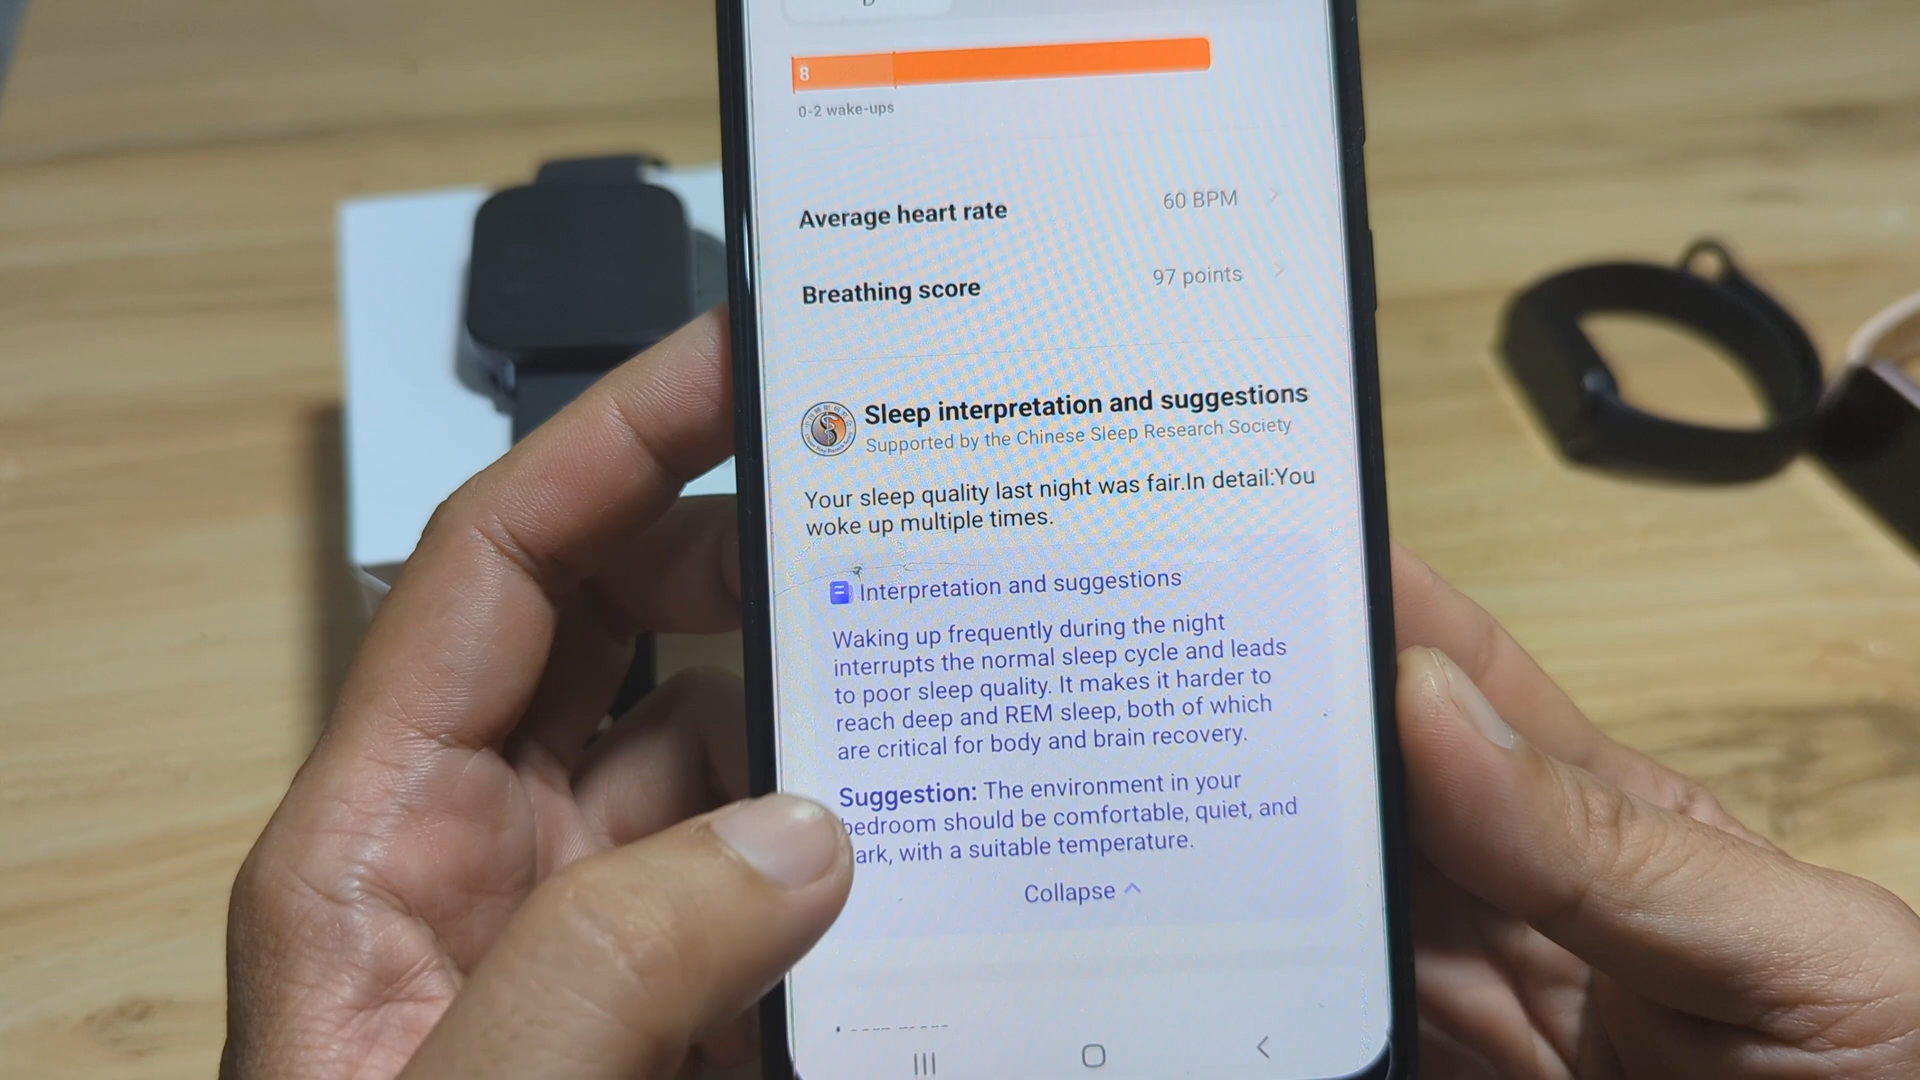 8
0-2 wake-ups
Average heart rate 60 BPM
Breathing score 97 points
Sleep interpretation and suggestions
Supported by the Chinese Sleep Research Society
Your sleep quality last night was fair.In detail:You
woke up multiple times.
Interpretation and suggestions
Waking up frequently during the night
interrupts the normal sleep cycle and leads
to poor sleep quality. It makes it harder to
reach deep and REM sleep, both of which
are critical for body and brain recovery.
Suggestion: The environment in your
bedroom should be comfortable, quiet, and
ark, with a suitable temperature.
Collapse